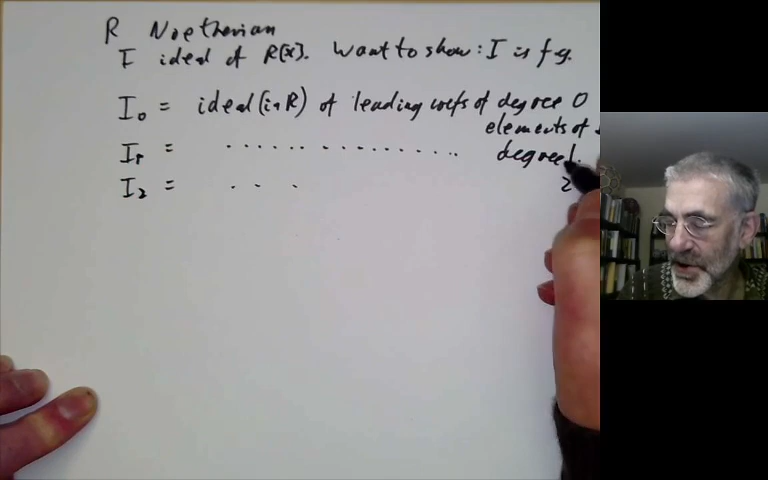 R Noetherian
I ideal of R[x]. Want to show: I is f.g.
I₀ = ideal (in R) of leading coefs of degree 0
elements of
I₁ = .................. degree 1.
I₂ = . . . 2